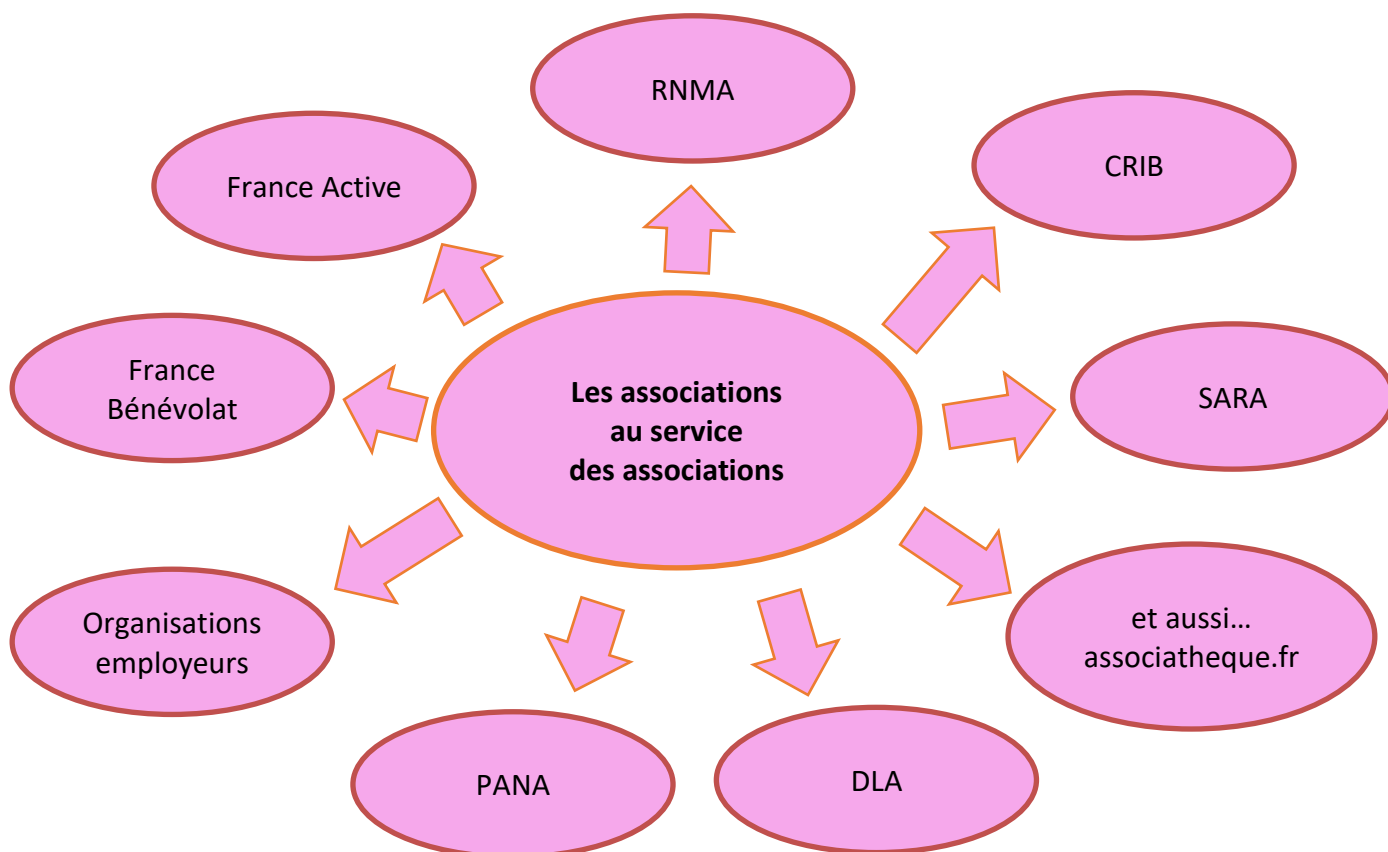 RNMA
CRIB
France Active
SARA
France
Bénévolat
Les associations
au service
des associations
Organisations
employeurs
et aussi…
associatheque.fr
PANA
DLA